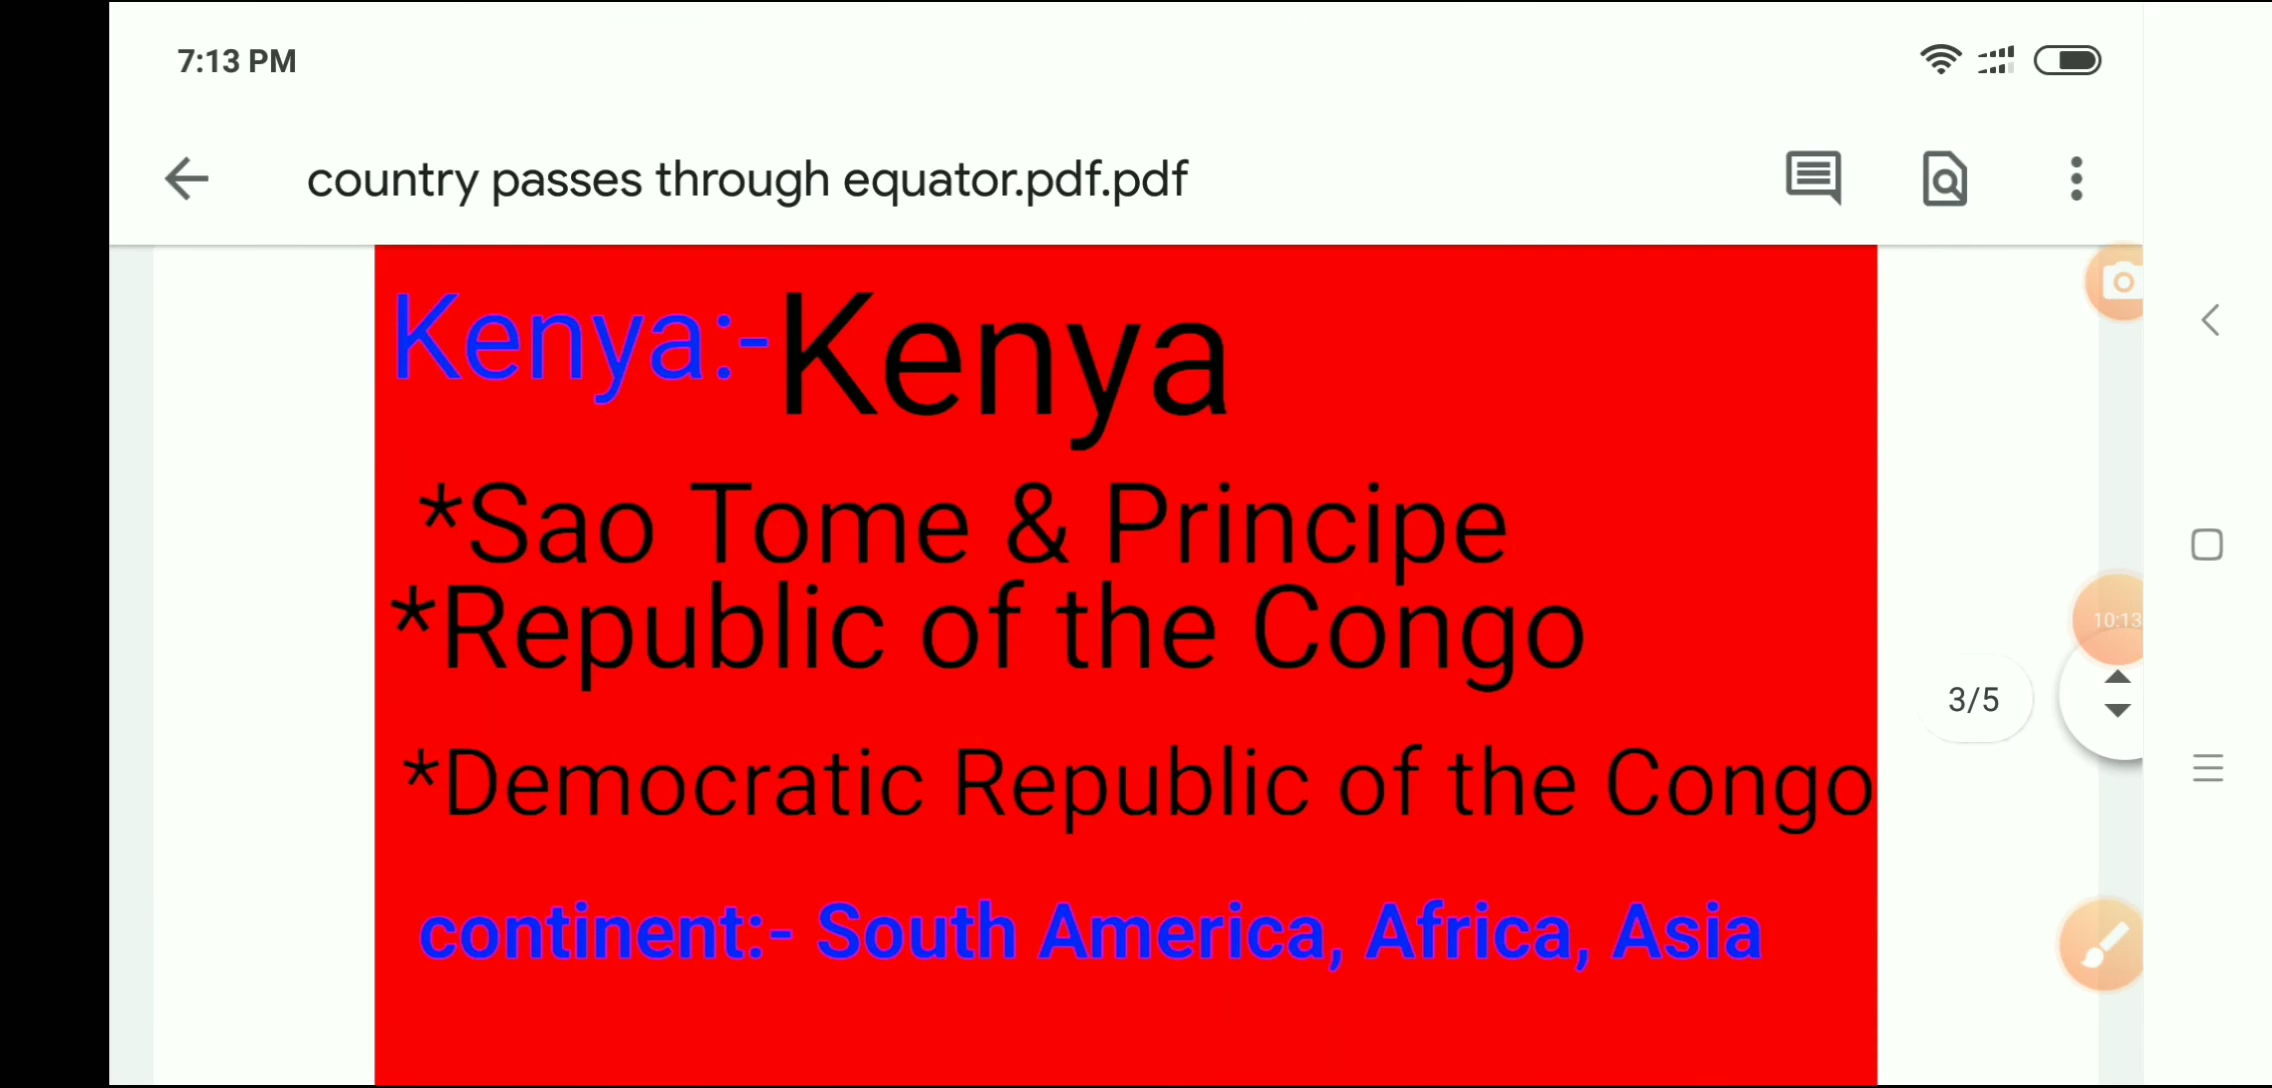 7:13 PM
country passes through equator.pdf.pdf
Kenya:-Kenya
*Sao Tome & Principe
*Republic of the Congo
*Democratic Republic of the Congo
continent:- South America, Africa, Asia
10:13
3/5